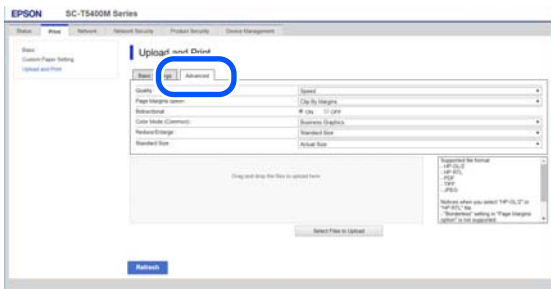 EPSON SC-T5400M Series
Status Print Network Network Security Product Security Device Management
Basic
Custom Paper Setting
Upload and Print
Upload and Print
Basic Advanced
Quality Speed
Page Margins option Clip By Margins
Bidirectional ON OFF
Color Mode (Common) Business Graphics
Reduce/Enlarge Standard Size
Standard Size Actual Size
Drag and drop the files to upload here.
Supported file format
- HP-GL/2
- HP RTL
- PDF
- TIFF
- JPEG
Notices when you select "HP-GL/2" or
"HP-RTL" file
- "Borderless" setting in "Page Margins
option" is not supported
Select Files to Upload
Refresh